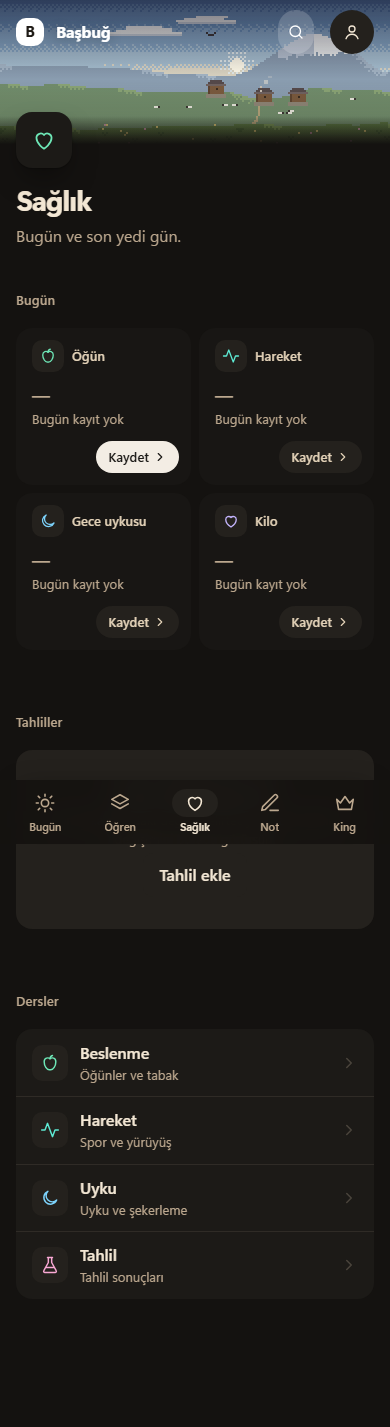 B Başbuğ
Sağlık
Bugün ve son yedi gün.
Bugün
Öğün
Hareket
—
—
Bugün kayıt yok
Bugün kayıt yok
Kaydet
Kaydet
Gece uykusu
Kilo
—
—
Bugün kayıt yok
Bugün kayıt yok
Kaydet
Kaydet
Tahliller
Bugün
Öğren
Sağlık
Not
King
Tahlil ekle
Dersler
Beslenme
Öğünler ve tabak
Hareket
Spor ve yürüyüş
Uyku
Uyku ve şekerleme
Tahlil
Tahlil sonuçları